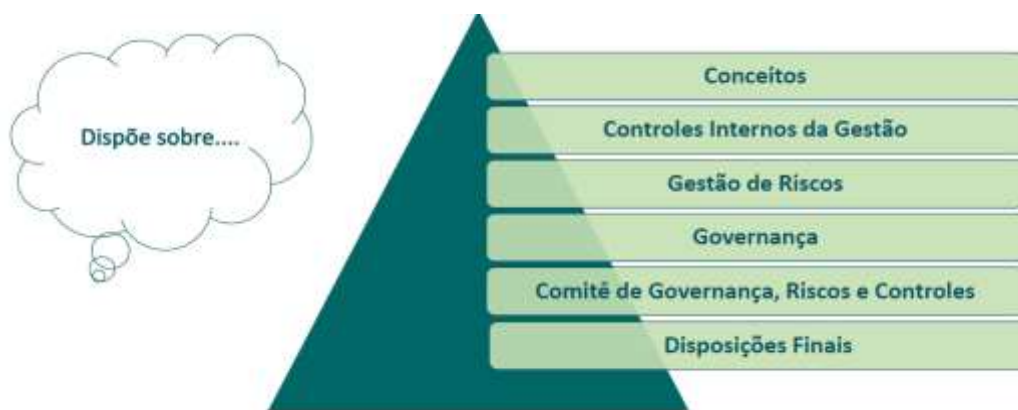 Dispõe sobre....
Conceitos
Controles Internos da Gestão
Gestão de Riscos
Governança
Comitê de Governança, Riscos e Controles
Disposições Finais